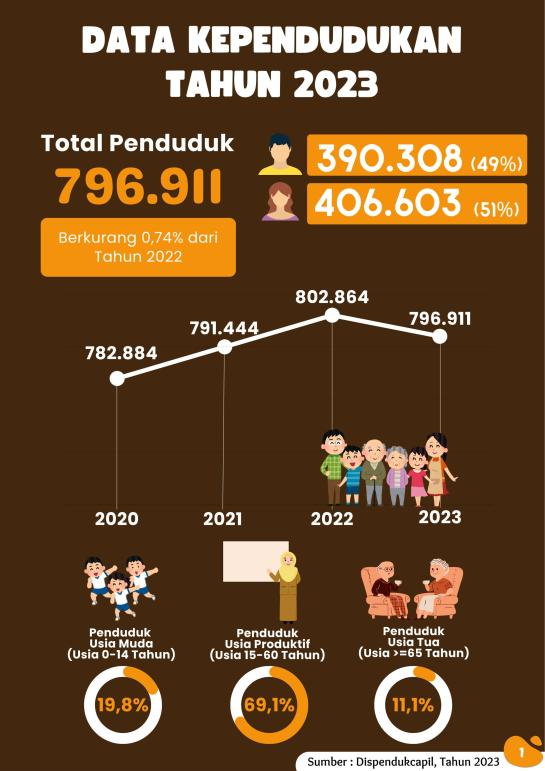 DATA KEPENDUDUKAN
TAHUN 2023
Total Penduduk
796.911
Berkurang 0,74% dari
Tahun 2022
390.308 (49%)
406.603 (51%)
782.884
791.444
802.864
796.911
2020
2021
2022
2023
Penduduk
Usia Muda
(Usia 0-14 Tahun)
19,8%
Penduduk
Usia Produktif
(Usia 15-60 Tahun)
69,1%
Penduduk
Usia Tua
(Usia >=65 Tahun)
11,1%
Sumber : Dispendukcapil, Tahun 2023
1